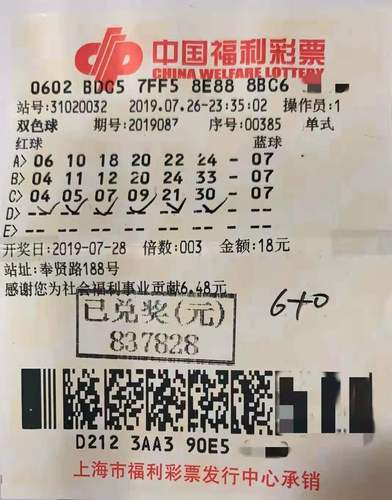 中国福利彩票
CHINA WELFARE LOTTERY
0602 BDG5 7FF5 8E88 8BC6
站号:31020032 2019.07.26-23:35:02 操作员:1
双色球 期号:2019087 序号:00385 单式
红球 蓝球
A> 06 10 18 20 22 24 - 07
B> 04 11 12 20 24 33 - 07
C> 04 05 07 09 21 30 - 07
D>
E>
开奖日:2019-07-28 倍数:003 金额:18元
站址:奉贤路188号
感谢您为社会福利事业贡献6.48元
6+0
已兑奖(元)
837828
D212 3AA3 90E5
上海市福利彩票发行中心承销